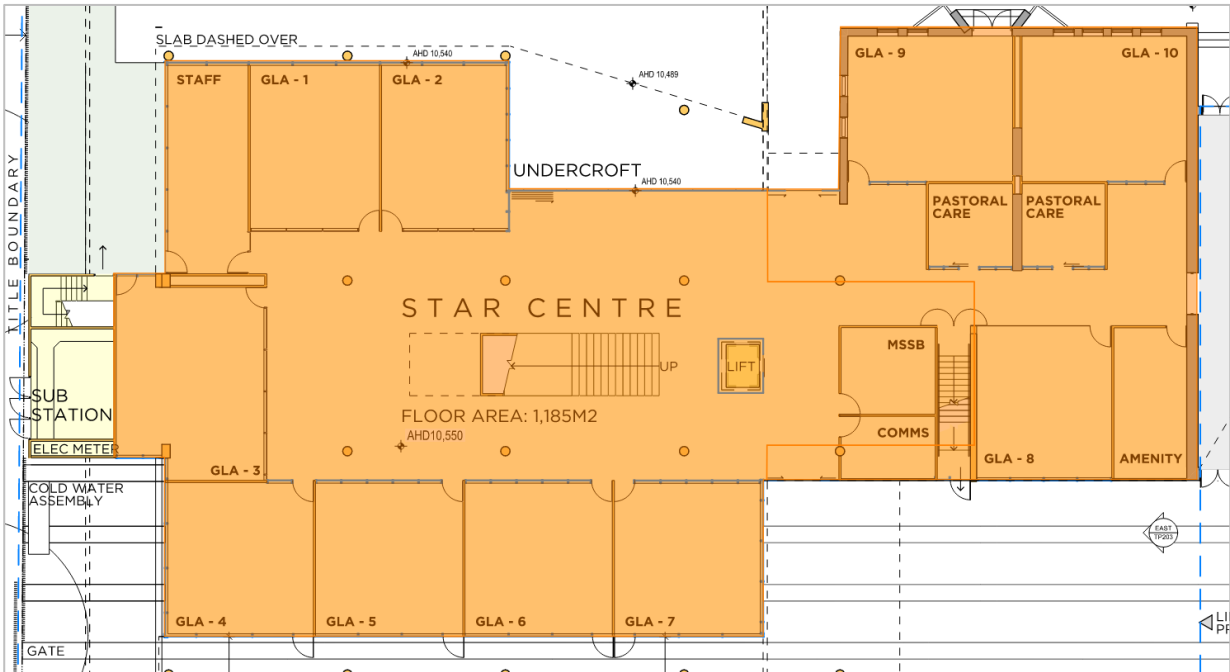 SLAB DASHED OVER
AHD 10,540
STAFF
GLA - 1
GLA - 2
AHD 10,489
GLA - 9
GLA - 10
TITLE BOUNDARY
UNDERCROFT
AHD 10,540
PASTORAL
CARE
PASTORAL
CARE
STAR CENTRE
MSSB
UP
LIFT
SUB
STATION
FLOOR AREA: 1,185M2
AHD10,550
COMMS
ELEC METER
GLA - 3
GLA - 8
AMENITY
COLD WATER
ASSEMBLY
EAST
TP203
GLA - 4
GLA - 5
GLA - 6
GLA - 7
GATE